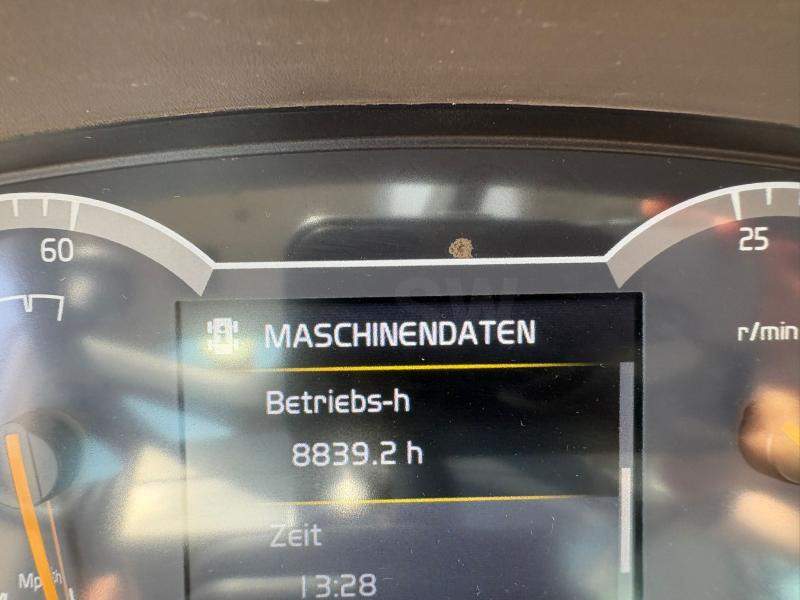 60
25
MASCHINENDATEN
r/min
Betriebs-h
8839.2 h
Zeit
13:28